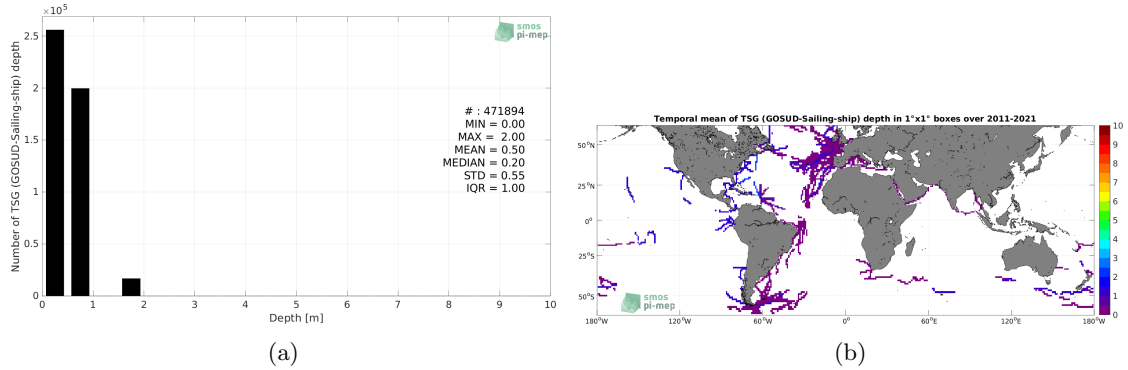 ×10⁵
2.5
2
1.5
1
0.5
0
Number of TSG (GOSUD-Sailing-ship) depth
smos
pi-mep
# : 471894
MIN = 0.00
MAX = 2.00
MEAN = 0.50
MEDIAN = 0.20
STD = 0.55
IQR = 1.00
0 1 2 3 4 5 6 7 8 9 10
Depth [m]
(a)
Temporal mean of TSG (GOSUD-Sailing-ship) depth in 1°x1° boxes over 2011-2021
50°N
25°N
0°
25°S
50°S
smos
pi-mep
180°W 120°W 60°W 0° 60°E 120°E 180°W
10
9
8
7
6
5
4
3
2
1
0
(b)